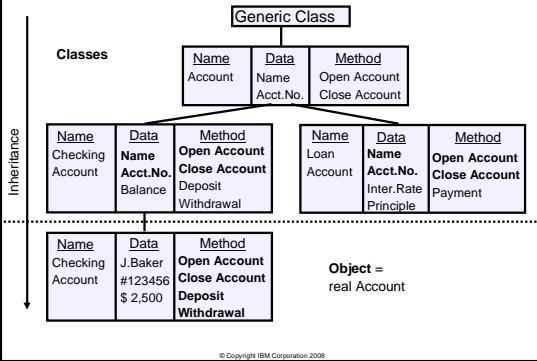 Generic Class
Classes
Name
Account
Data
Name
Acct.No.
Method
Open Account
Close Account
Inheritance
Name
Checking
Account
Data
Name
Acct.No.
Balance
Method
Open Account
Close Account
Deposit
Withdrawal
Name
Loan
Account
Data
Name
Acct.No.
Inter.Rate
Principle
Method
Open Account
Close Account
Payment
Name
Checking
Account
Data
J.Baker
#123456
$ 2,500
Method
Open Account
Close Account
Deposit
Withdrawal
Object =
real Account
© Copyright IBM Corporation 2008